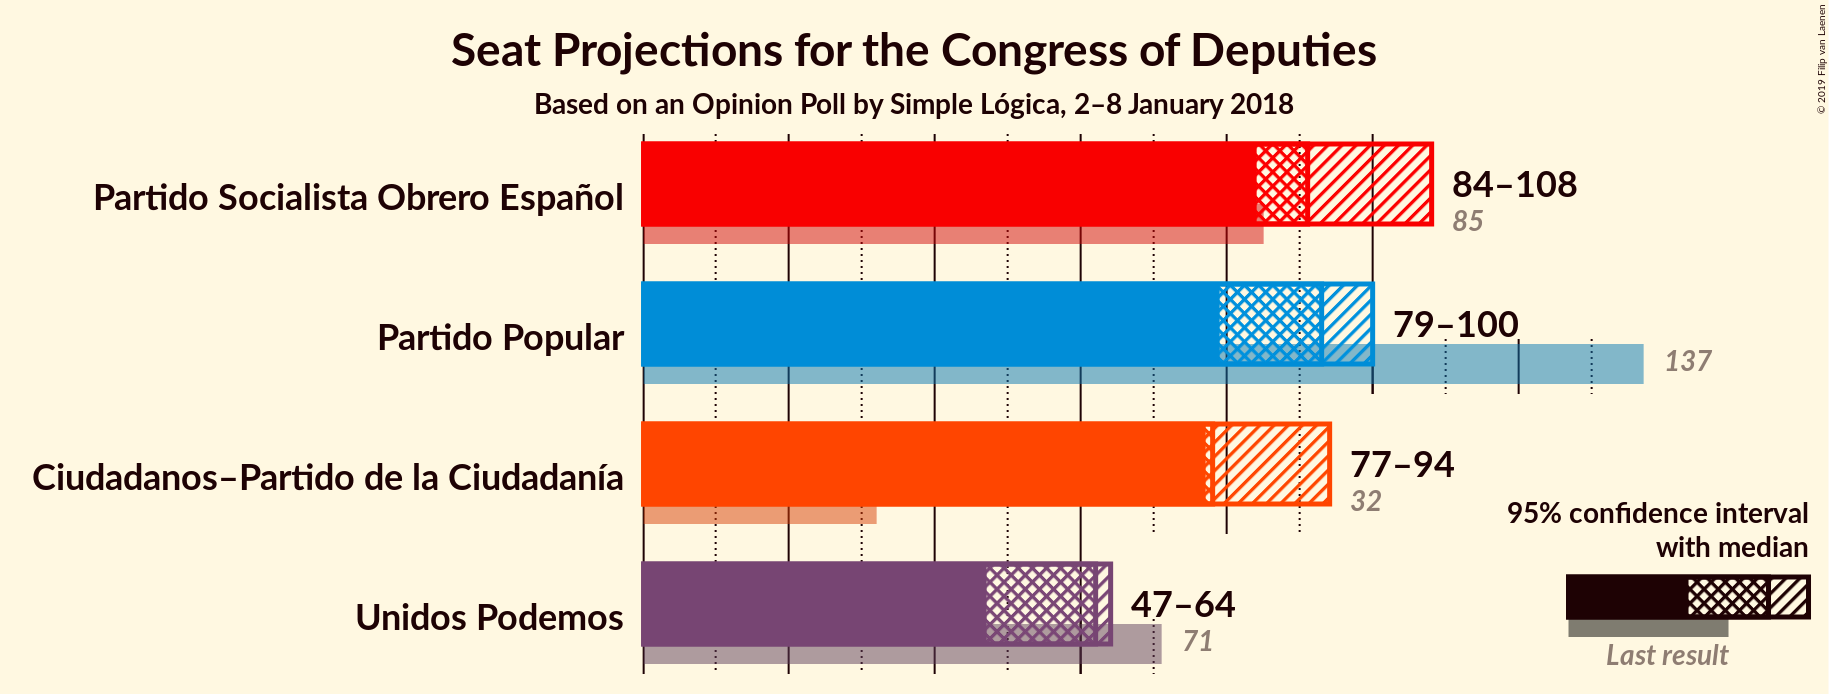 Seat Projections for the Congress of Deputies
Based on an Opinion Poll by Simple Lógica, 2–8 January 2018
© 2019 Filip van Laenen
Partido Socialista Obrero Español
84–108
85
Partido Popular
79–100
137
Ciudadanos–Partido de la Ciudadanía
77–94
32
Unidos Podemos
47–64
71
95% confidence interval
with median
Last result